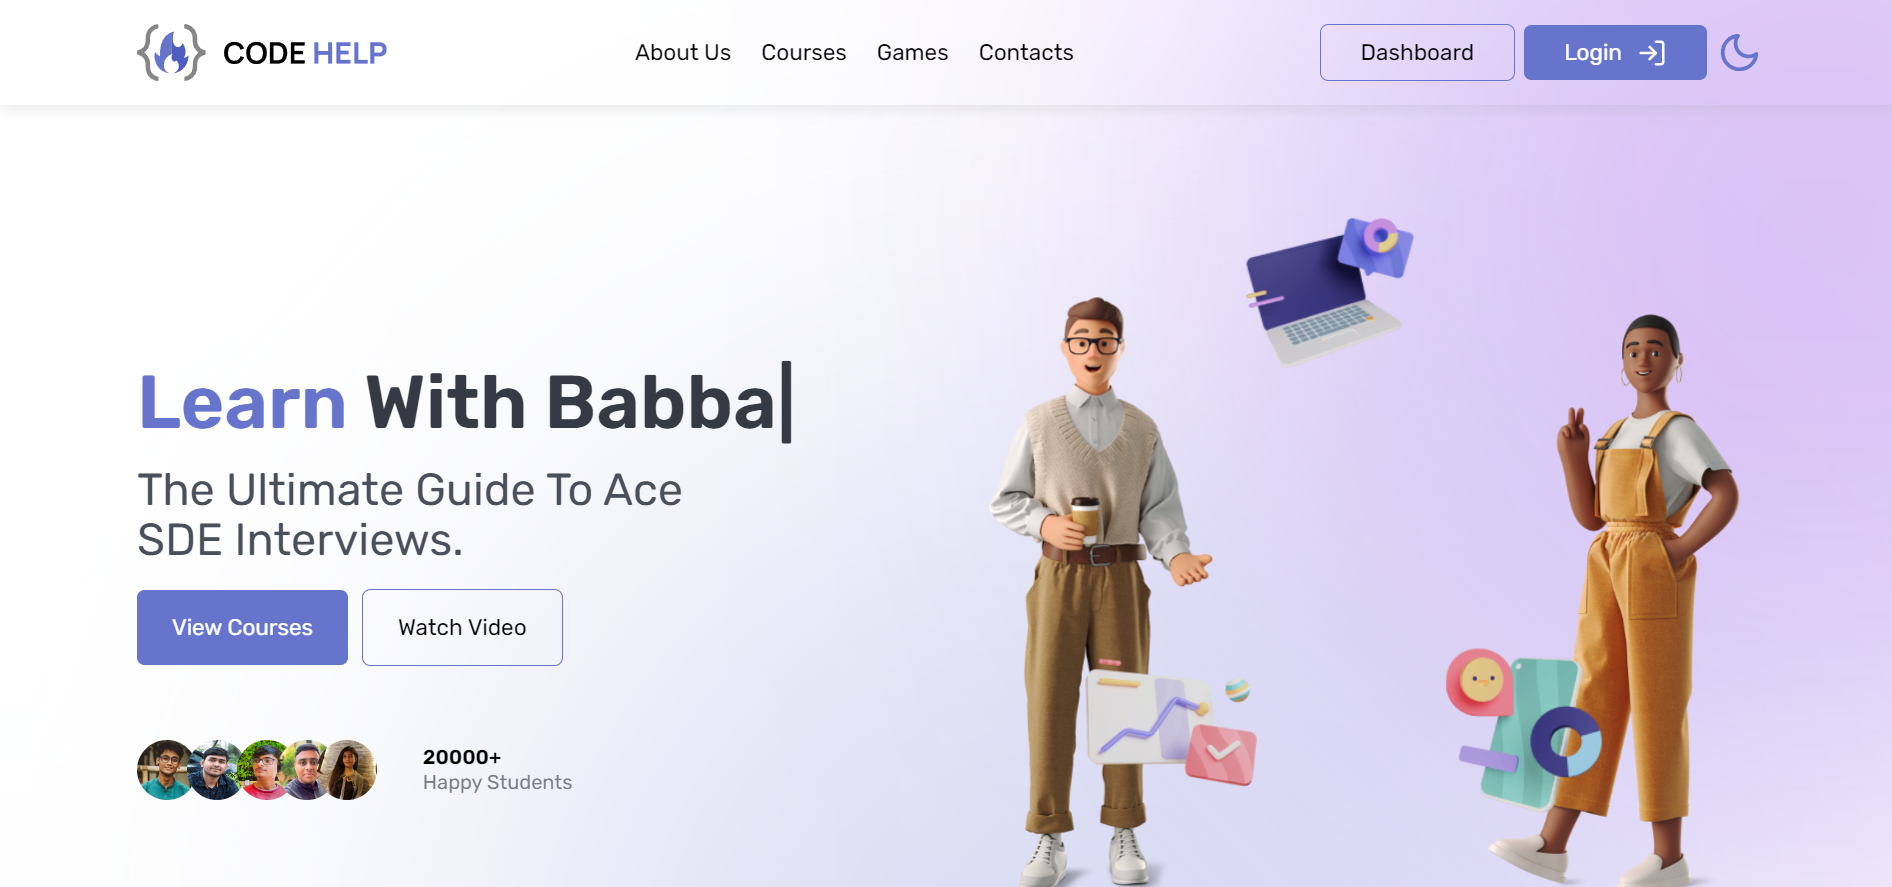 CODE HELP
About Us
Courses
Games
Contacts
Dashboard
Login
Learn With Babba|
The Ultimate Guide To Ace
SDE Interviews.
View Courses
Watch Video
20000+
Happy Students